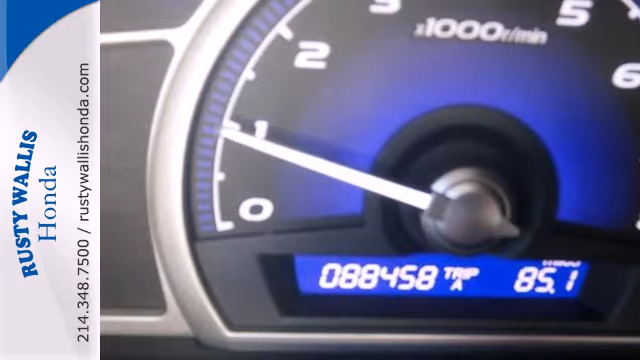 RUSTY WALLIS
Honda
214.348.7500 / rustywallishonda.com
3
5
x1000r/min
2
6
1
0
088458 TRIP A 85.1